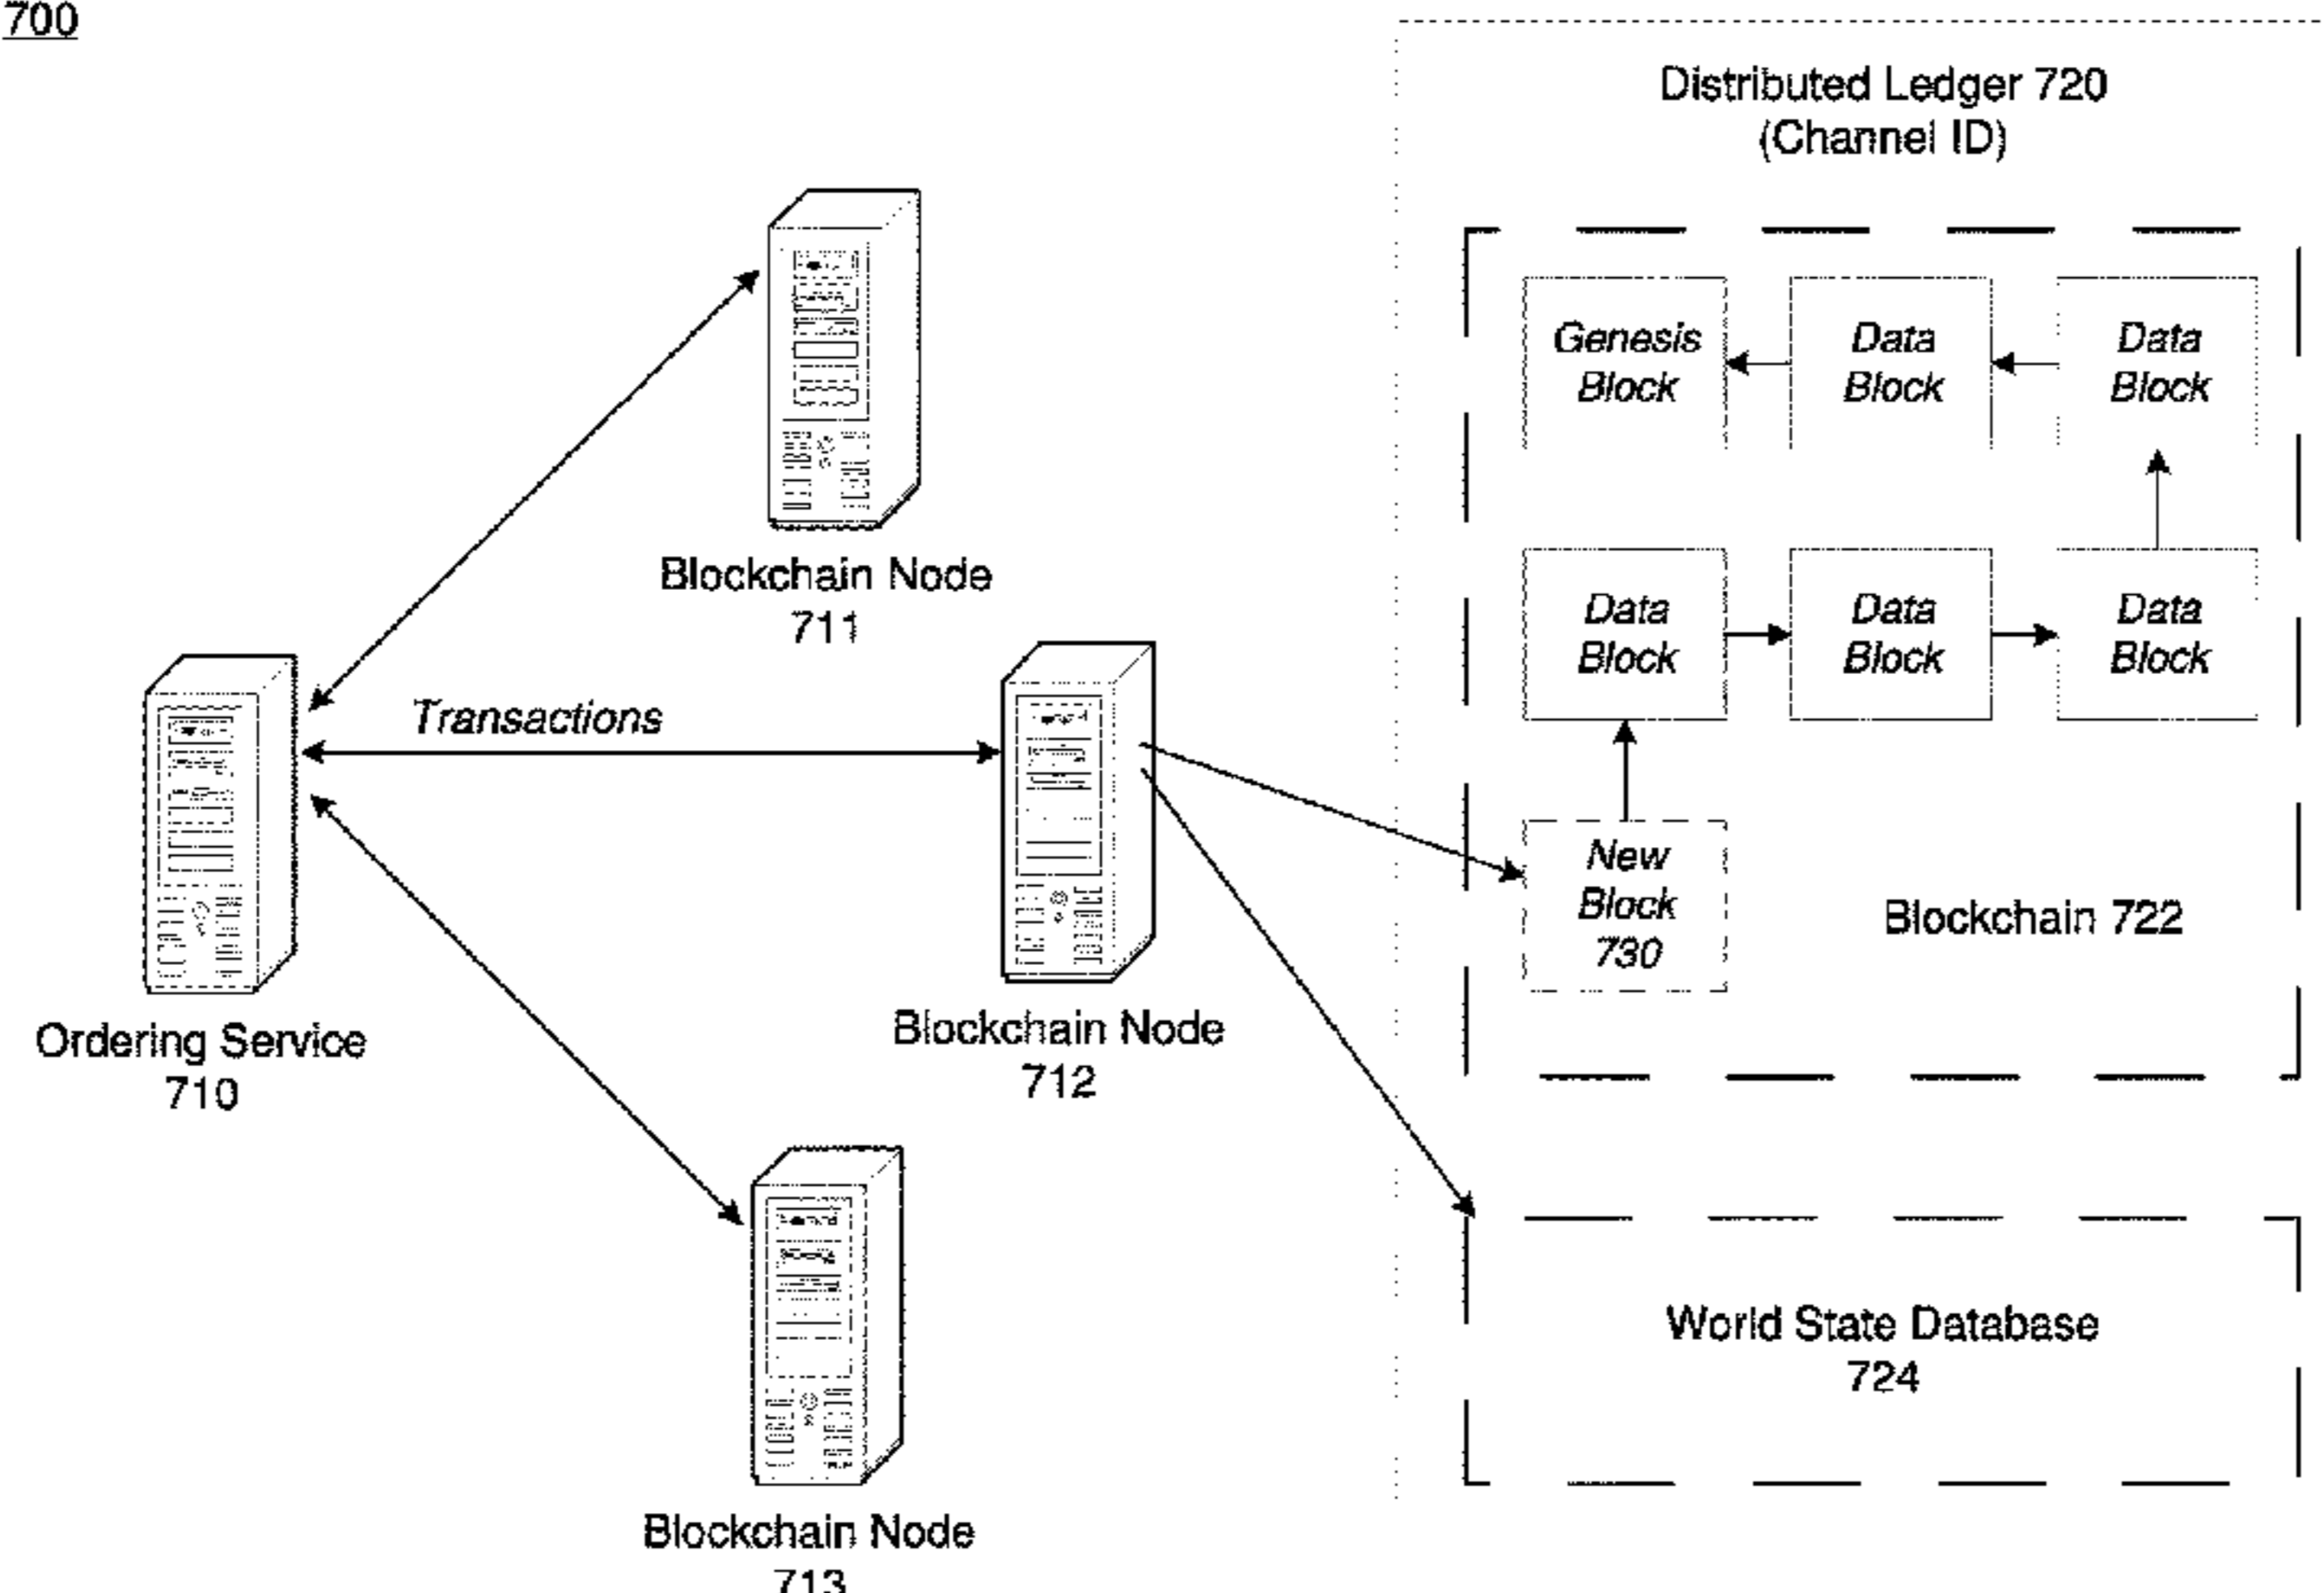 700
Distributed Ledger 720
(Channel ID)
Genesis
Block
Data
Block
Data
Block
Blockchain Node
711
Data
Block
Data
Block
Data
Block
Transactions
New
Block
730
Blockchain 722
Ordering Service
710
Blockchain Node
712
World State Database
724
Blockchain Node
713